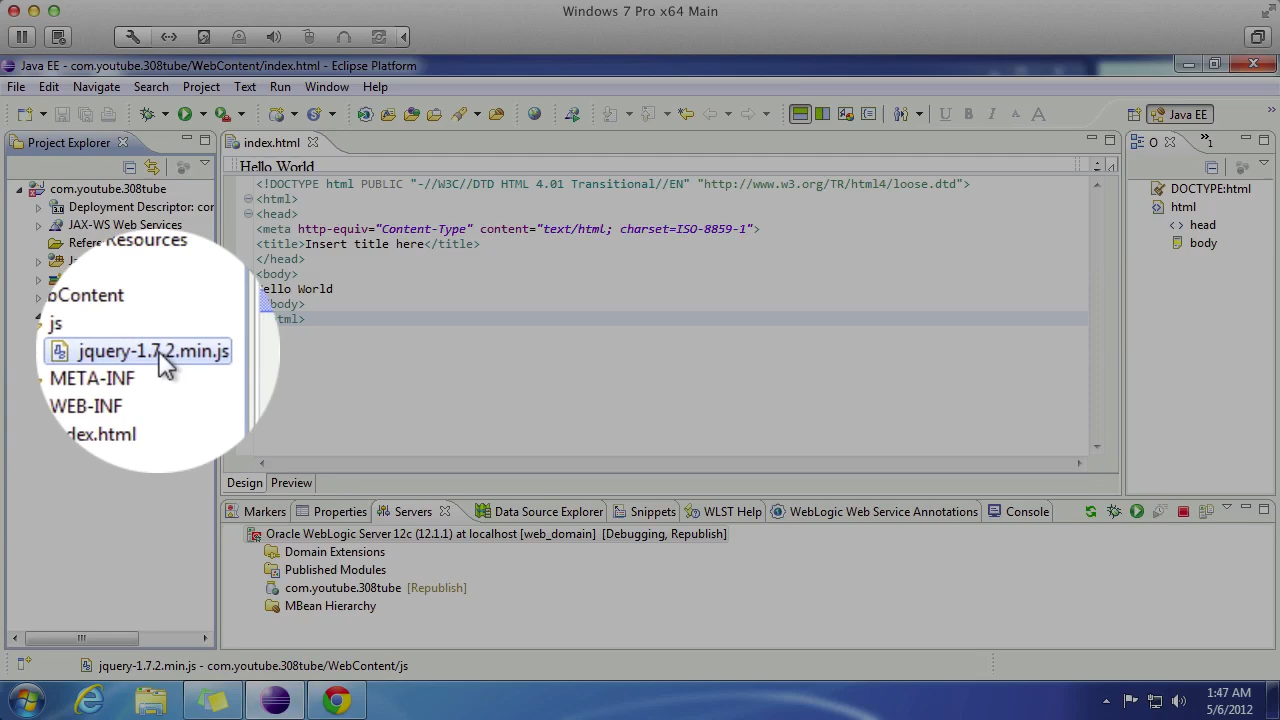 Windows 7 Pro x64 Main
Java EE - com.youtube.308tube/WebContent/index.html - Eclipse Platform
File Edit Navigate Search Project Text Run Window Help
Java EE
Project Explorer
com.youtube.308tube
Deployment Descriptor: cor
JAX-WS Web Services
Refere
Resources
Ja
bContent
js
jquery-1.7.2.min.js
META-INF
WEB-INF
dex.html
index.html
Hello World
<!DOCTYPE html PUBLIC "-//W3C//DTD HTML 4.01 Transitional//EN" "http://www.w3.org/TR/html4/loose.dtd">
<html>
<head>
<meta http-equiv="Content-Type" content="text/html; charset=ISO-8859-1">
<title>Insert title here</title>
</head>
<body>
ello World
body>
tml>
Design Preview
O
DOCTYPE:html
html
head
body
Markers Properties Servers Data Source Explorer Snippets WLST Help WebLogic Web Service Annotations Console
Oracle WebLogic Server 12c (12.1.1) at localhost [web_domain] [Debugging, Republish]
Domain Extensions
Published Modules
com.youtube.308tube [Republish]
MBean Hierarchy
jquery-1.7.2.min.js - com.youtube.308tube/WebContent/js
1:47 AM
5/6/2012